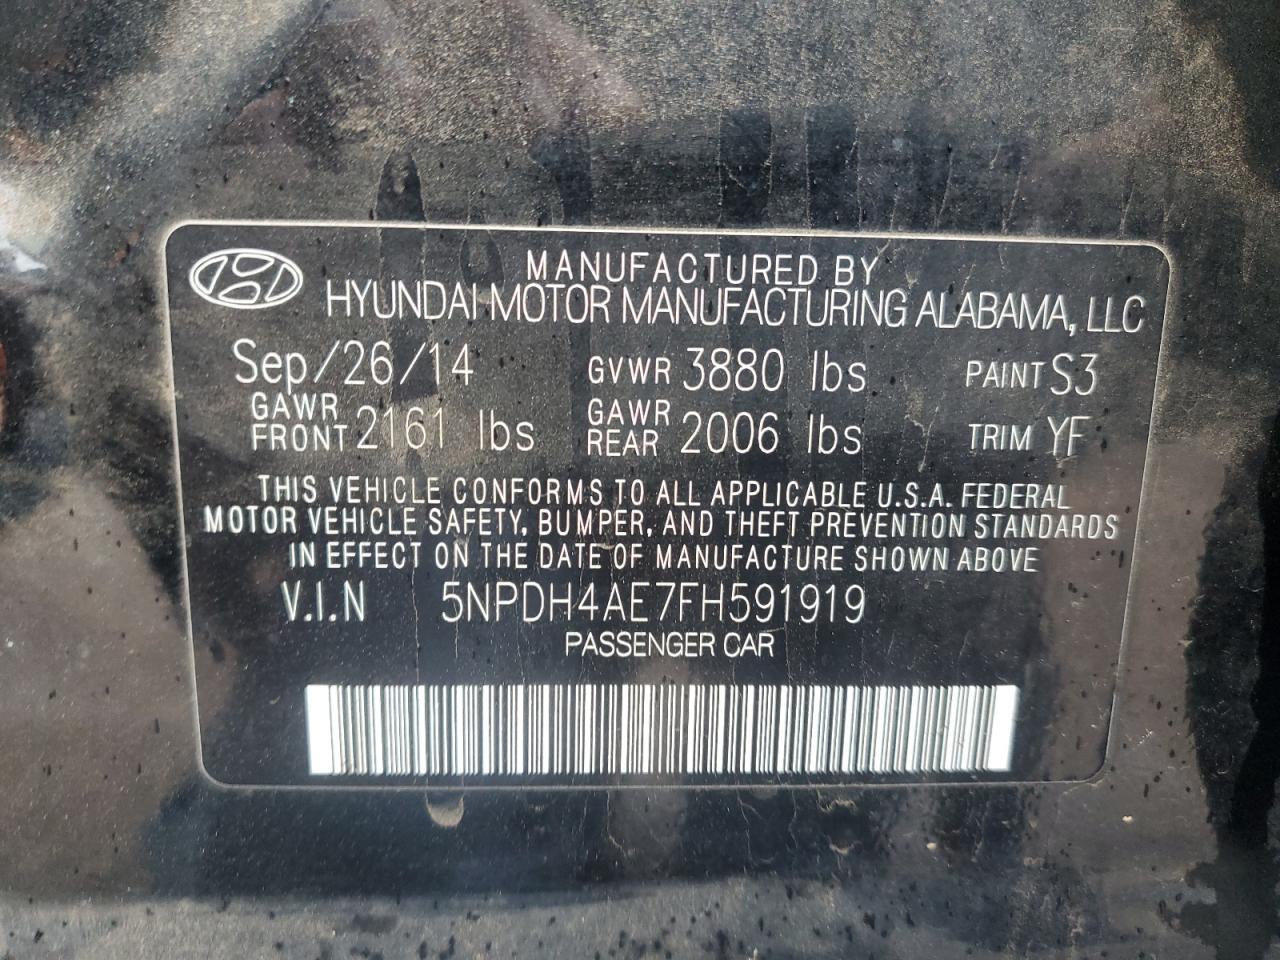 MANUFACTURED BY
HYUNDAI MOTOR MANUFACTURING ALABAMA, LLC
Sep/26/14 GVWR 3880 lbs PAINT S3
GAWR FRONT 2161 lbs GAWR REAR 2006 lbs TRIM YF
THIS VEHICLE CONFORMS TO ALL APPLICABLE U.S.A. FEDERAL
MOTOR VEHICLE SAFETY, BUMPER, AND THEFT PREVENTION STANDARDS
IN EFFECT ON THE DATE OF MANUFACTURE SHOWN ABOVE
V.I.N 5NPDH4AE7FH591919
PASSENGER CAR